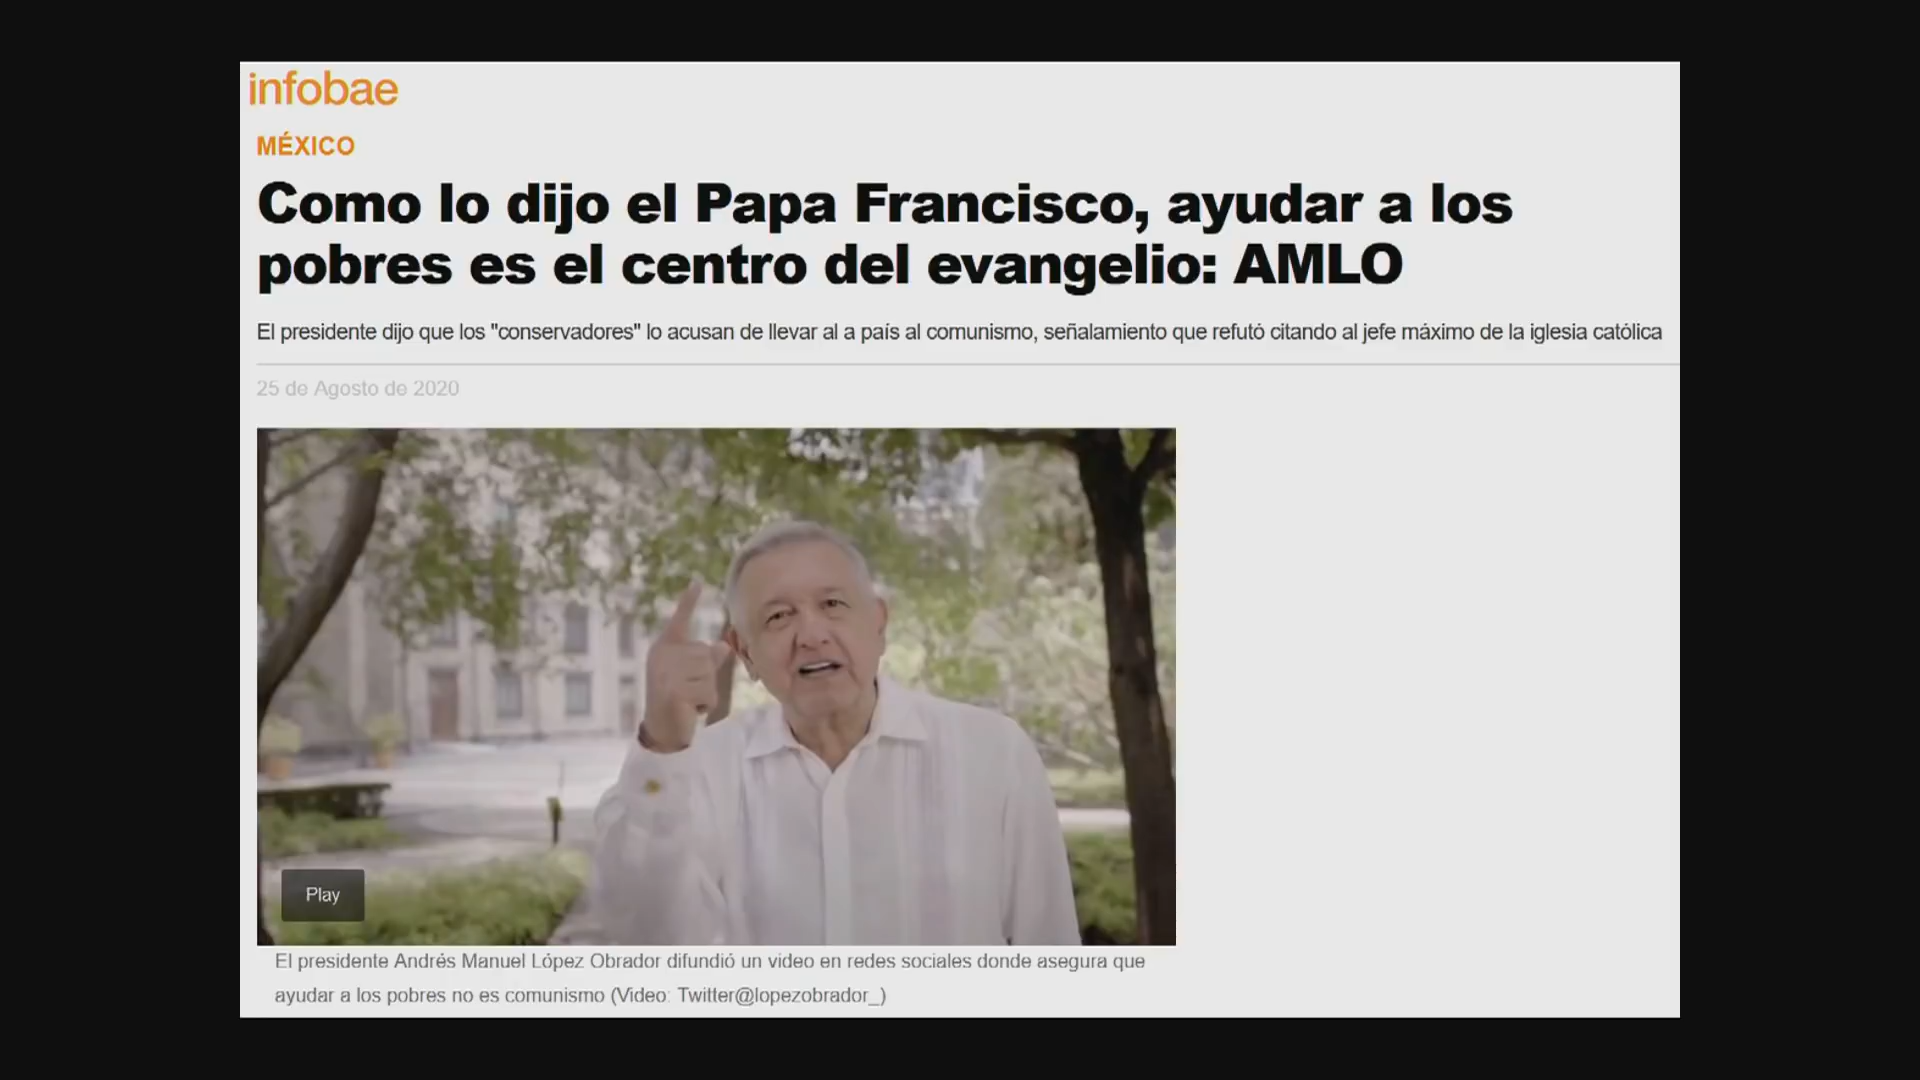 infobae
MÉXICO
Como lo dijo el Papa Francisco, ayudar a los
pobres es el centro del evangelio: AMLO
El presidente dijo que los "conservadores" lo acusan de llevar al a país al comunismo, señalamiento que refutó citando al jefe máximo de la iglesia católica
25 de Agosto de 2020
Play
El presidente Andrés Manuel López Obrador difundió un video en redes sociales donde asegura que
ayudar a los pobres no es comunismo (Video: Twitter@lopezobrador_)